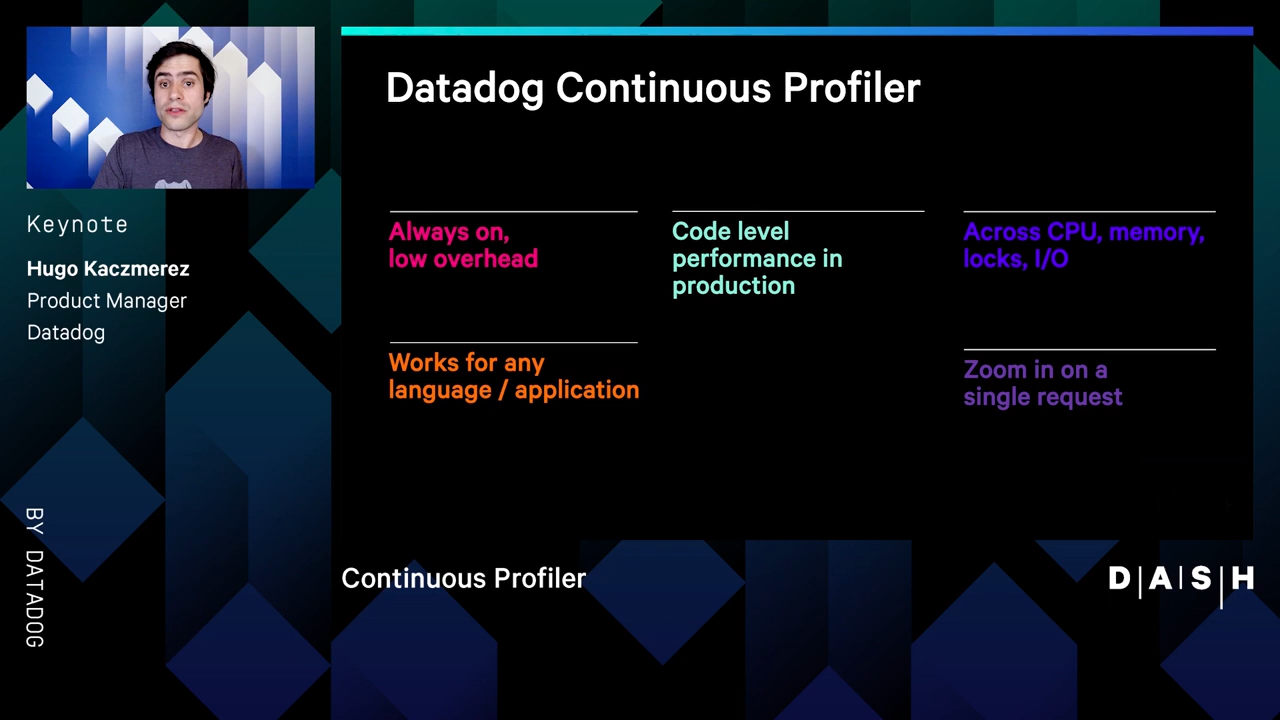 Keynote
Hugo Kaczmerez
Product Manager
Datadog
BY DATADOG
Datadog Continuous Profiler
Always on,
low overhead
Code level
performance in
production
Across CPU, memory,
locks, I/O
Works for any
language / application
Zoom in on a
single request
Continuous Profiler
D|A|S|H